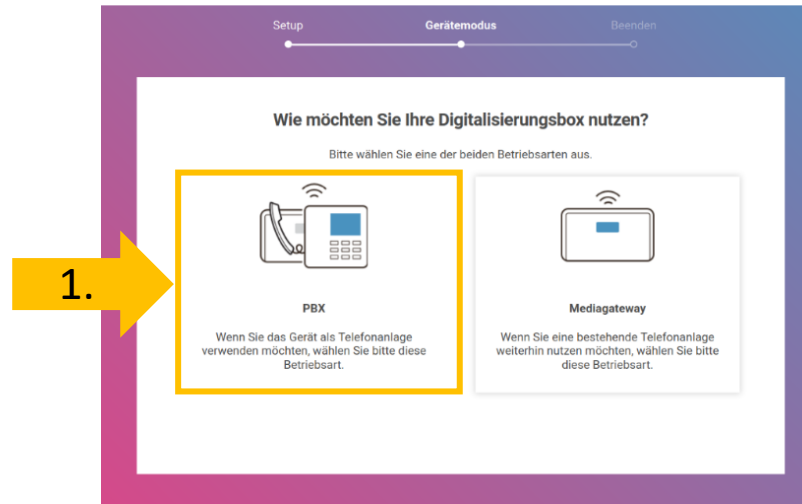 Setup
Gerätemodus
Beenden
Wie möchten Sie Ihre Digitalisierungsbox nutzen?
Bitte wählen Sie eine der beiden Betriebsarten aus.
1.
PBX
Wenn Sie das Gerät als Telefonanlage
verwenden möchten, wählen Sie bitte diese
Betriebsart.
Mediagateway
Wenn Sie eine bestehende Telefonanlage
weiterhin nutzen möchten, wählen Sie bitte
diese Betriebsart.